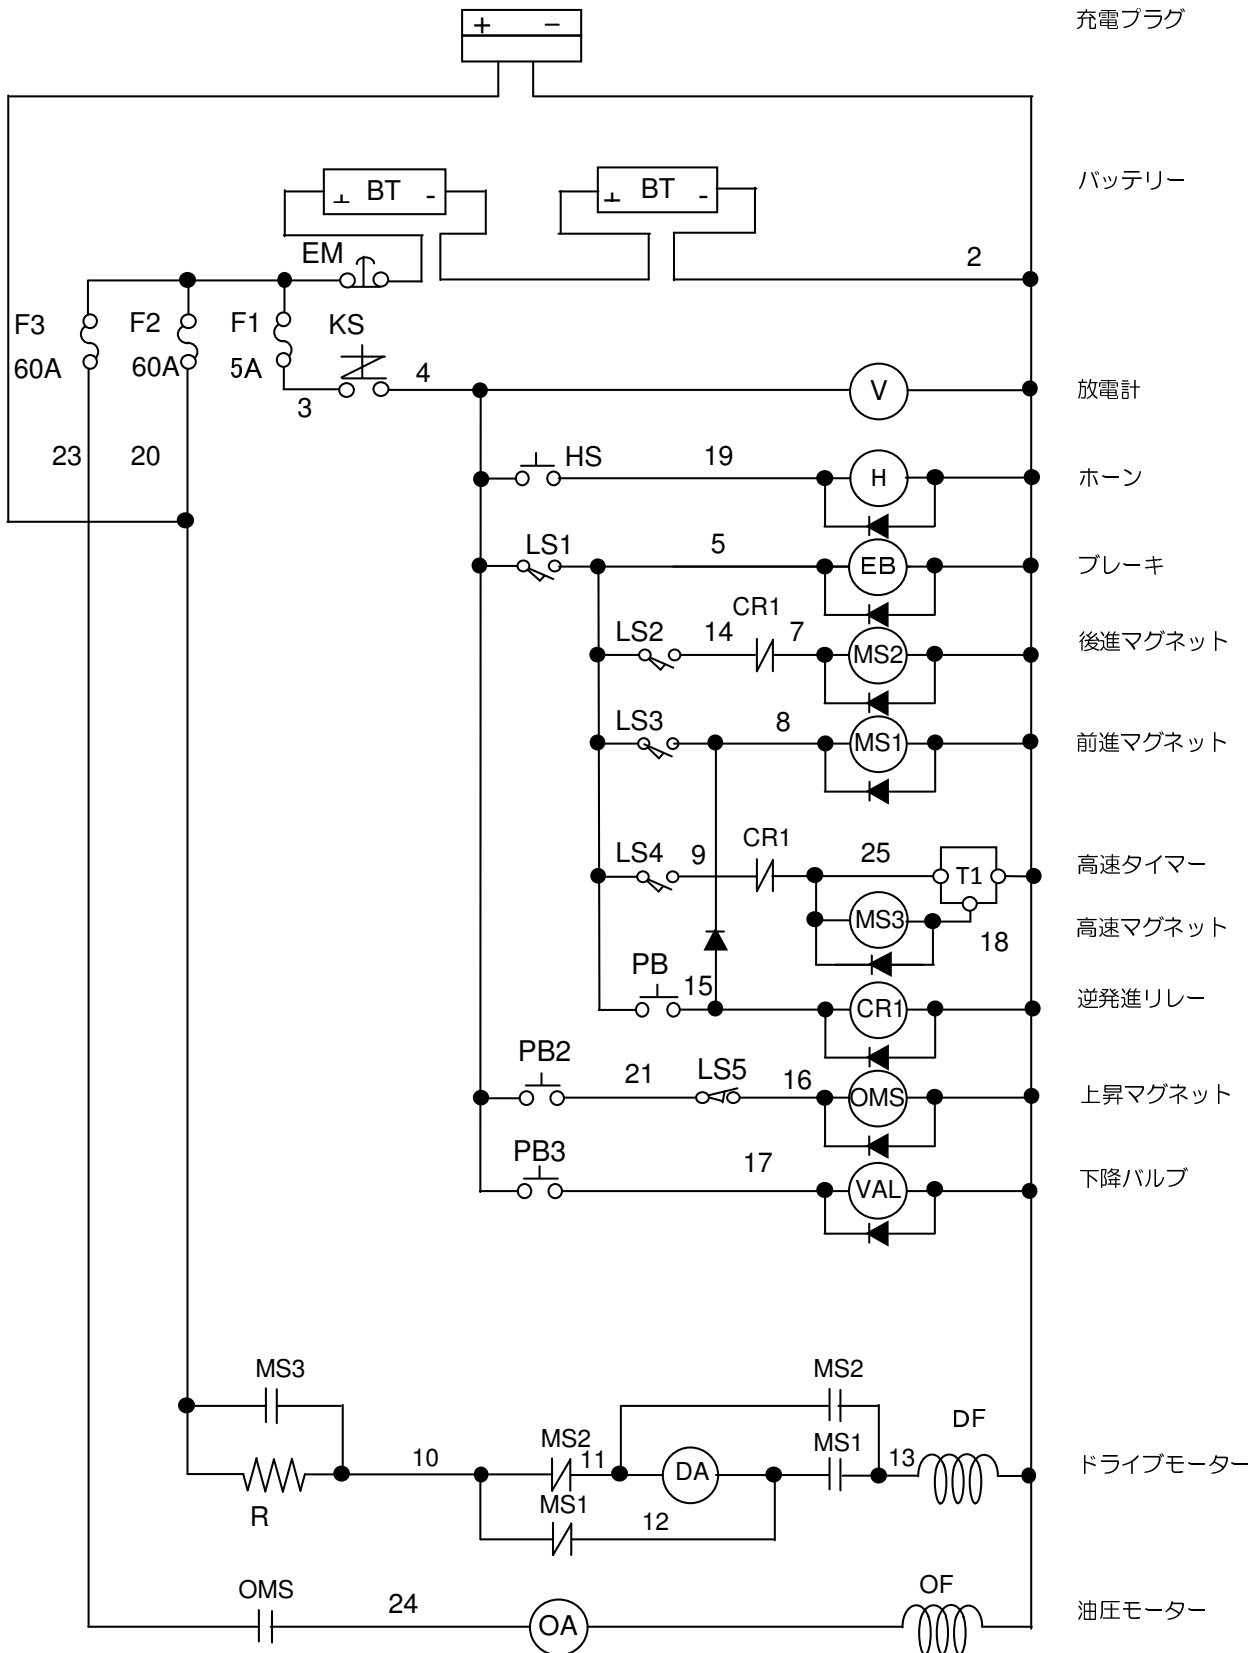 + −
充電プラグ
BT -
BT -
バッテリー
EM
2
F3
60A
F2
60A
F1
5A
KS
3
4
V
放電計
23
20
HS
19
H
ホーン
LS1
5
EB
ブレーキ
LS2
14
CR1
7
MS2
後進マグネット
LS3
8
MS1
前進マグネット
LS4
9
CR1
25
T1
高速タイマー
MS3
18
高速マグネット
PB
15
CR1
逆発進リレー
PB2
21
LS5
16
OMS
上昇マグネット
PB3
17
VAL
下降バルブ
MS3
MS2
R
10
MS2
11
DA
MS1
13
DF
ドライブモーター
MS1
12
OMS
24
OA
OF
油圧モーター